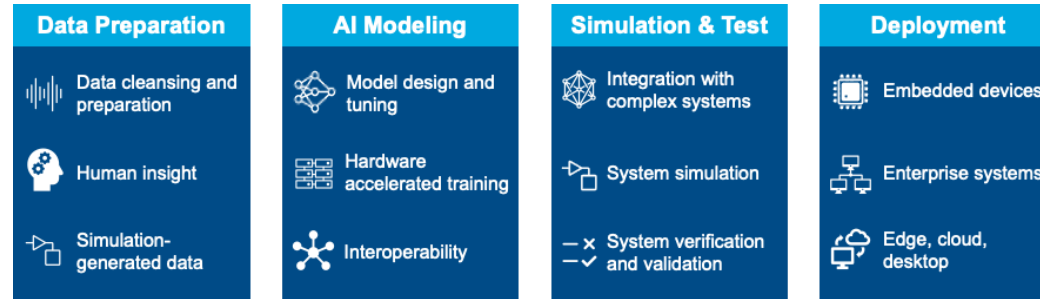 Data Preparation
Data cleansing and
preparation
Human insight
Simulation-
generated data
AI Modeling
Model design and
tuning
Hardware
accelerated training
Interoperability
Simulation & Test
Integration with
complex systems
System simulation
System verification
and validation
Deployment
Embedded devices
Enterprise systems
Edge, cloud,
desktop